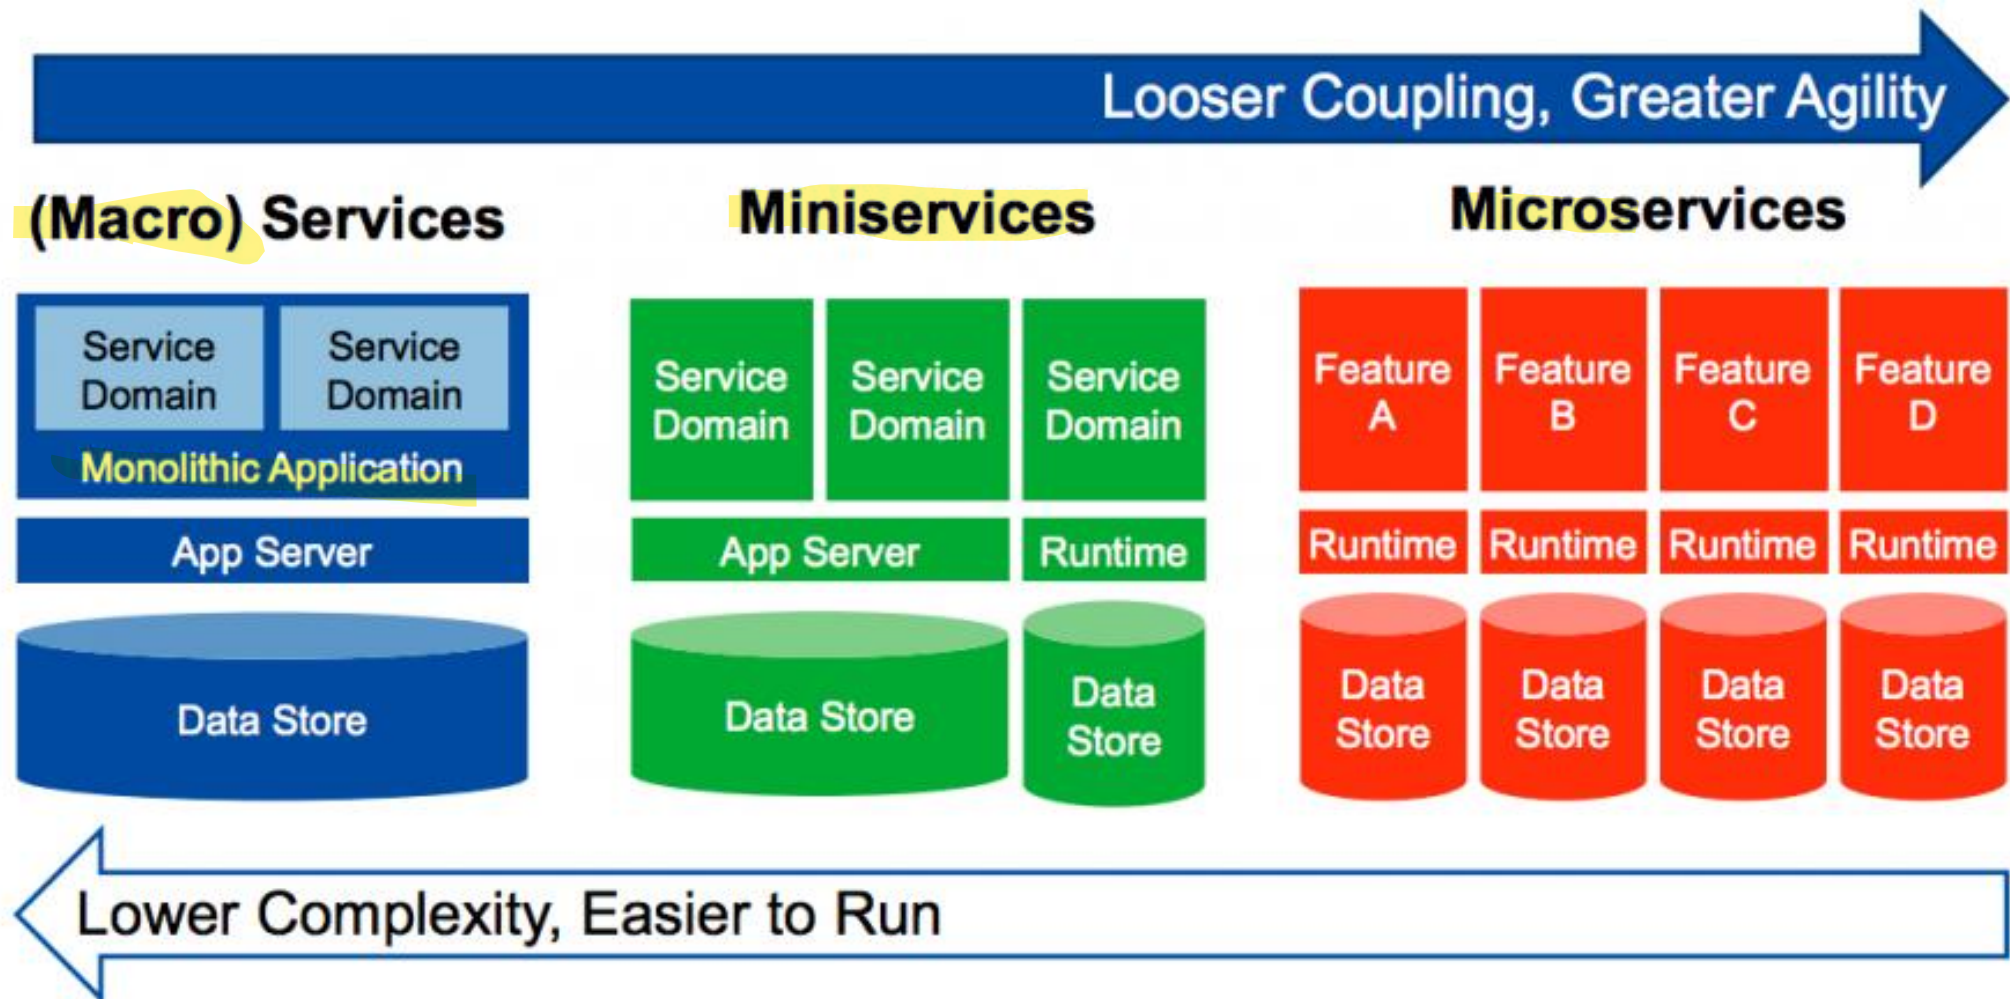 Looser Coupling, Greater Agility
(Macro) Services
Miniservices
Microservices
Service
Domain
Service
Domain
Monolithic Application
App Server
Data Store
Service
Domain
Service
Domain
Service
Domain
App Server
Runtime
Data Store
Data
Store
Feature
A
Feature
B
Feature
C
Feature
D
Runtime
Runtime
Runtime
Runtime
Data
Store
Data
Store
Data
Store
Data
Store
Lower Complexity, Easier to Run